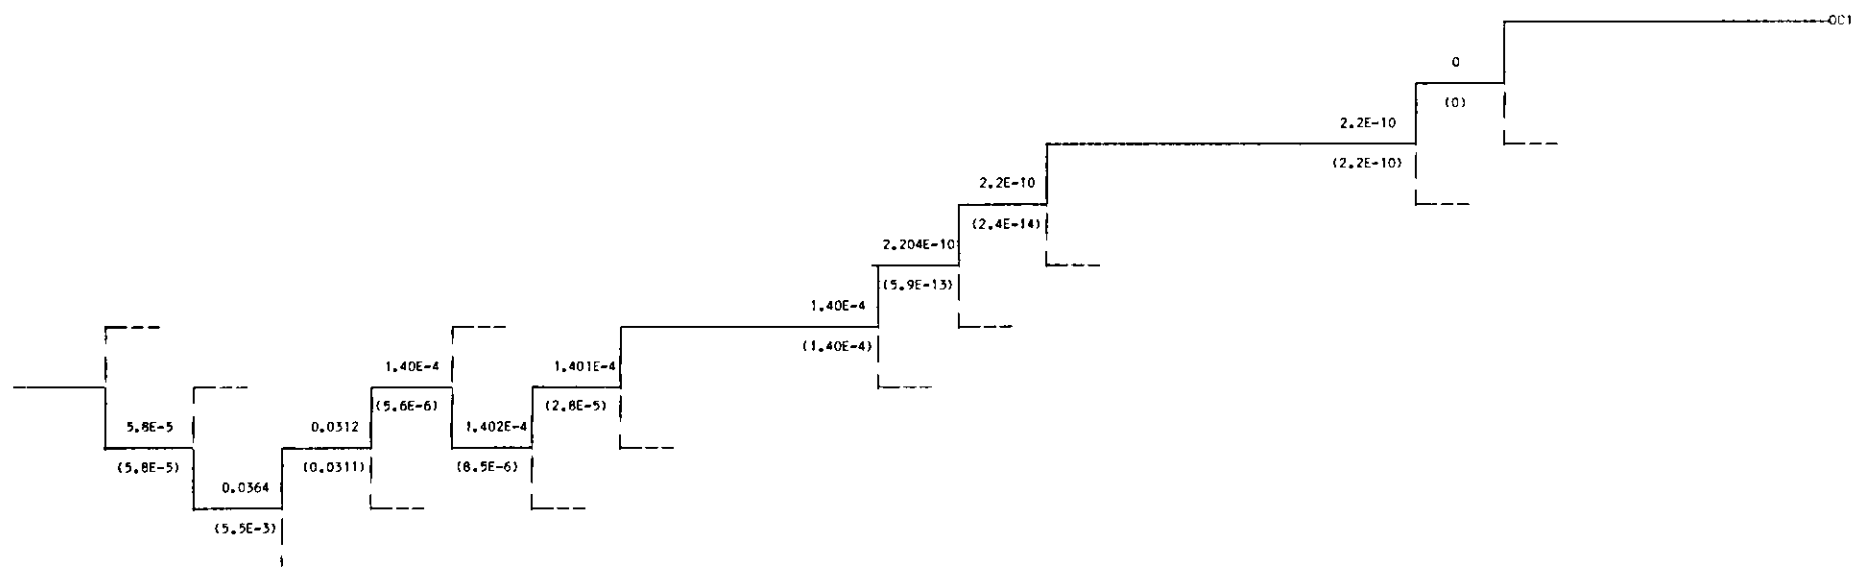 001
0
(0)
2.2E-10
(2.2E-10)
2.2E-10
(2.4E-14)
2.204E-10
(5.9E-13)
1.40E-4
(1.40E-4)
1.40E-4
(5.6E-6)
1.401E-4
(2.8E-5)
5.8E-5
(5.8E-5)
0.0312
(0.0311)
1.402E-4
(8.5E-6)
0.0364
(5.5E-3)